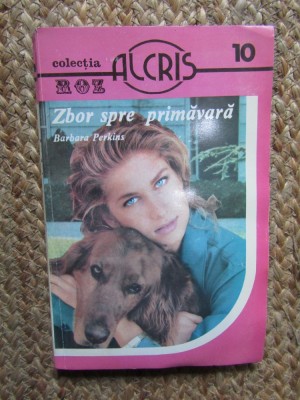 colecția
ROZ
ALCRIS
10
Zbor spre primăvară
Barbara Perkins